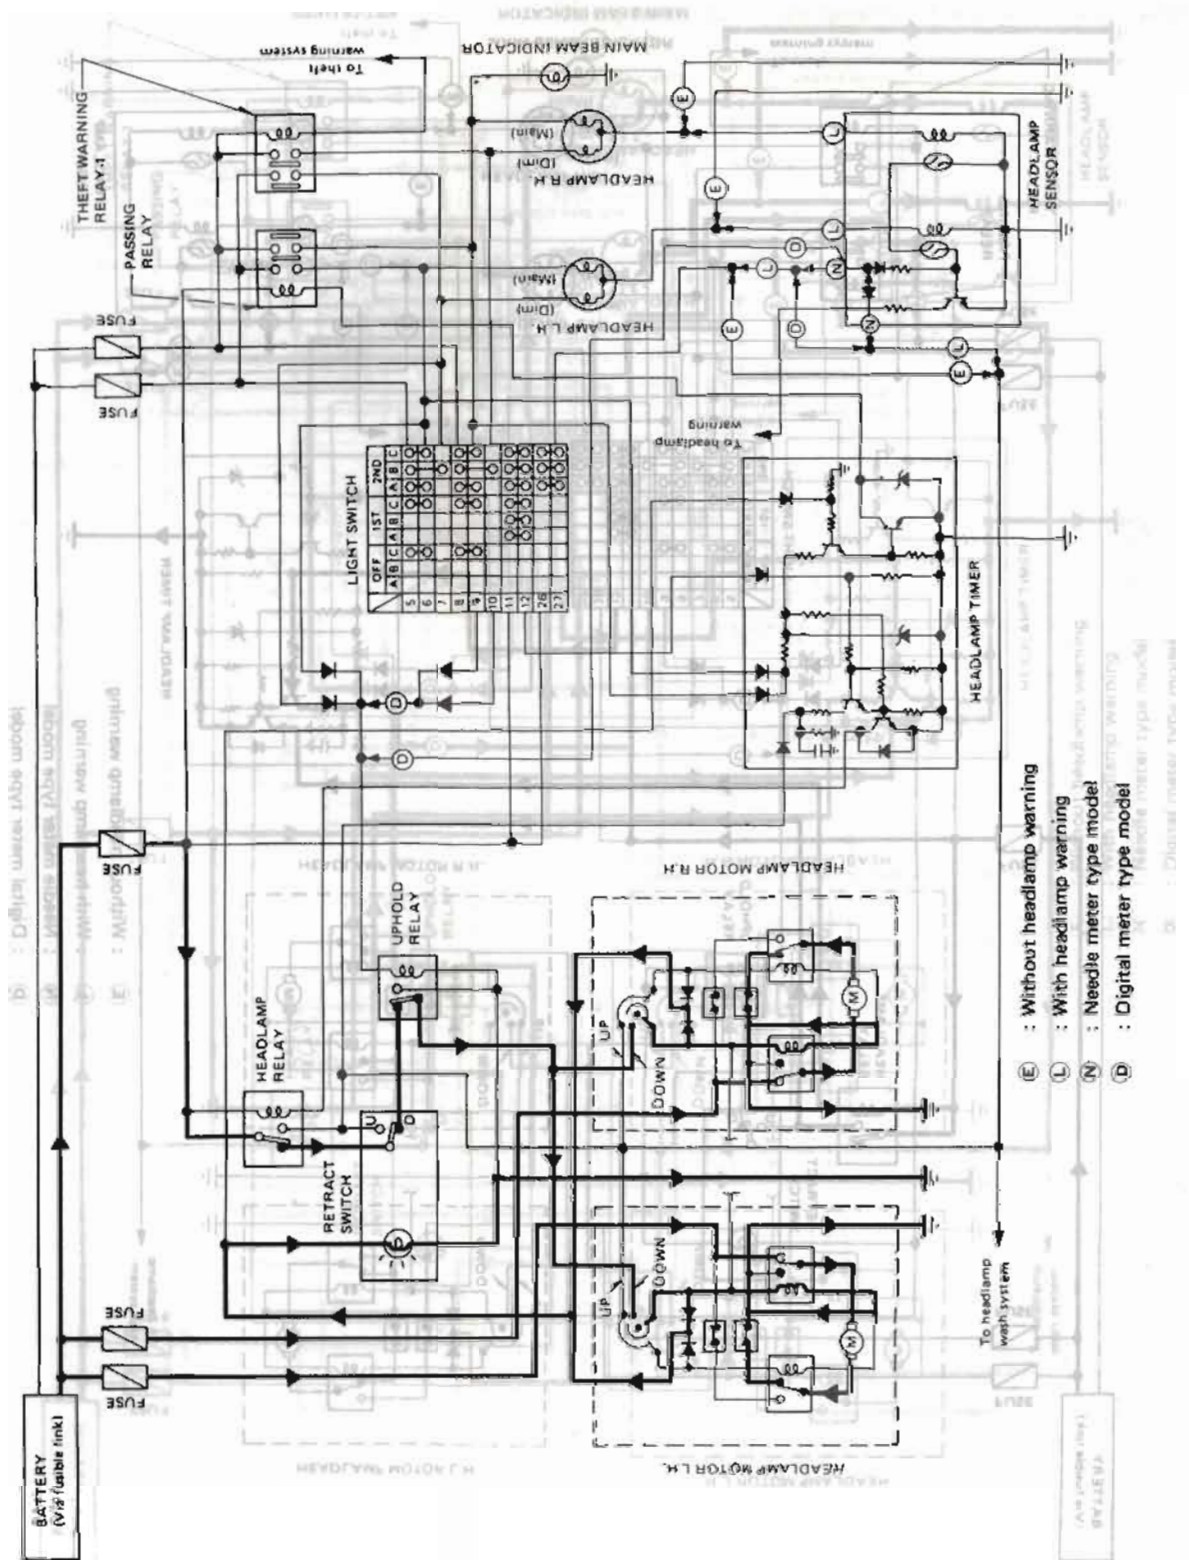 MAIN BEAM INDICATOR
To theft
warning system
THEFT WARNING
RELAY-1
PASSING
RELAY
(Main)
(Dim)
HEADLAMP R.H.
(Main)
(Dim)
HEADLAMP L.H.
HEADLAMP
SENSOR
E
E
E
L
L
D
L
D
N
E
D
N
L
E
FUSE
FUSE
To headlamp
warning
LIGHT SWITCH
OFF 1ST 2ND
A B C A B C A B C
5
6
7
8
9
10
11
12
26
27
HEADLAMP TIMER
D
D
FUSE
UPHOLD
RELAY
HEADLAMP
RELAY
RETRACT
SWITCH
U
D
HEADLAMP MOTOR R.H.
UP
DOWN
M
UP
DOWN
M
HEADLAMP MOTOR L.H.
To headlamp
wash system
FUSE
FUSE
BATTERY
(Via fusible link)
E : Without headlamp warning
L : With headlamp warning
N : Needle meter type model
D : Digital meter type model